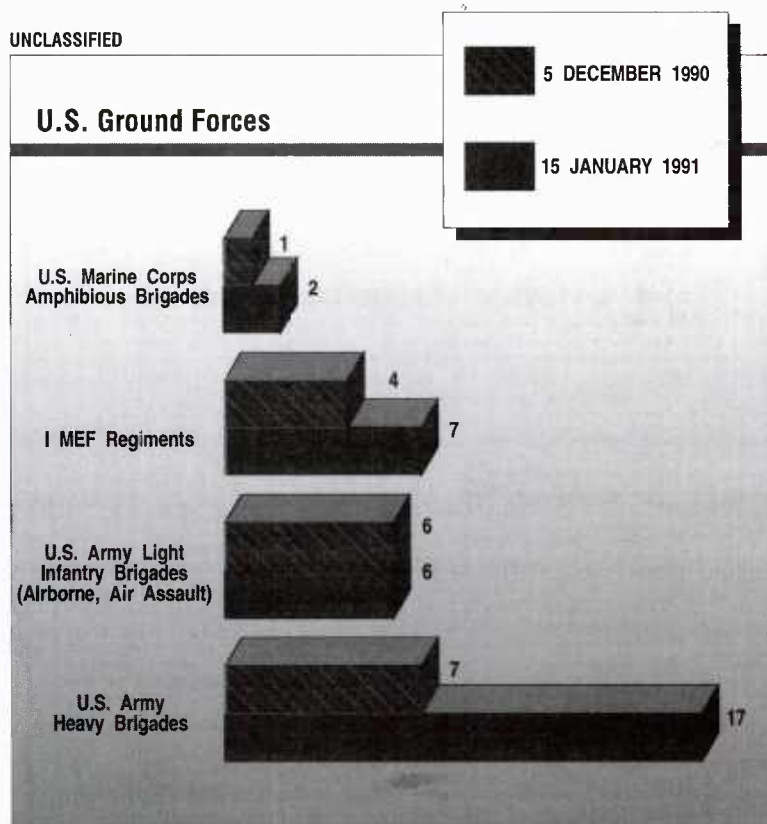 UNCLASSIFIED
U.S. Ground Forces
5 DECEMBER 1990
15 JANUARY 1991
U.S. Marine Corps
Amphibious Brigades
1
2
I MEF Regiments
4
7
U.S. Army Light
Infantry Brigades
(Airborne, Air Assault)
6
6
U.S. Army
Heavy Brigades
7
17